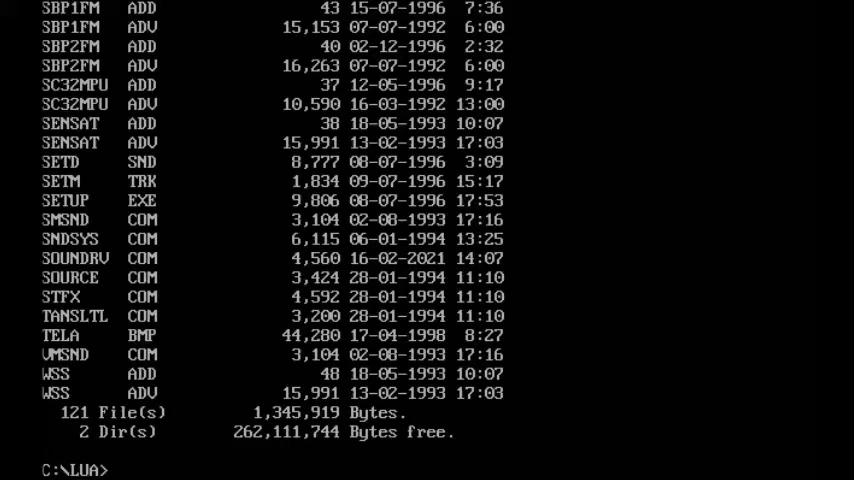 SBP1FM   ADD                 43 15-07-1996  7:36
SBP1FM   ADV             15,153 07-07-1992  6:00
SBP2FM   ADD                 40 02-12-1996  2:32
SBP2FM   ADV             16,263 07-07-1992  6:00
SC32MPU  ADD                 37 12-05-1996  9:17
SC32MPU  ADV             10,590 16-03-1992 13:00
SENSAT   ADD                 38 18-05-1993 10:07
SENSAT   ADV             15,991 13-02-1993 17:03
SETD     SND              8,777 08-07-1996  3:09
SETM     TRK              1,834 09-07-1996 15:17
SETUP    EXE              9,806 08-07-1996 17:53
SMSND    COM              3,104 02-08-1993 17:16
SNDSYS   COM              6,115 06-01-1994 13:25
SOUNDRV  COM              4,560 16-02-2021 14:07
SOURCE   COM              3,424 28-01-1994 11:10
STFX     COM              4,592 28-01-1994 11:10
TANSLTL  COM              3,200 28-01-1994 11:10
TELA     BMP             44,280 17-04-1998  8:27
VMSND    COM              3,104 02-08-1993 17:16
WSS      ADD                 48 18-05-1993 10:07
WSS      ADV             15,991 13-02-1993 17:03
121 File(s)         1,345,919 Bytes.
2 Dir(s)        262,111,744 Bytes free.
C:\LUA>